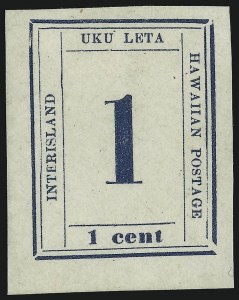 UKU LETA
INTERISLAND
1
HAWAIIAN POSTAGE
1 cent